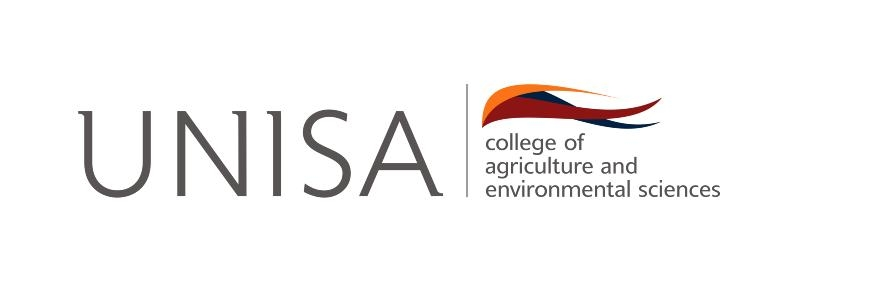 UNISA
college of
agriculture and
environmental sciences